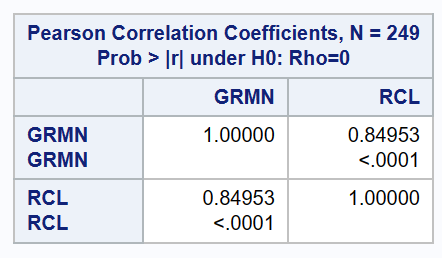 Pearson Correlation Coefficients, N = 249
Prob > |r| under H0: Rho=0
GRMN RCL
GRMN 1.00000 0.84953
GRMN <.0001
RCL 0.84953 1.00000
RCL <.0001